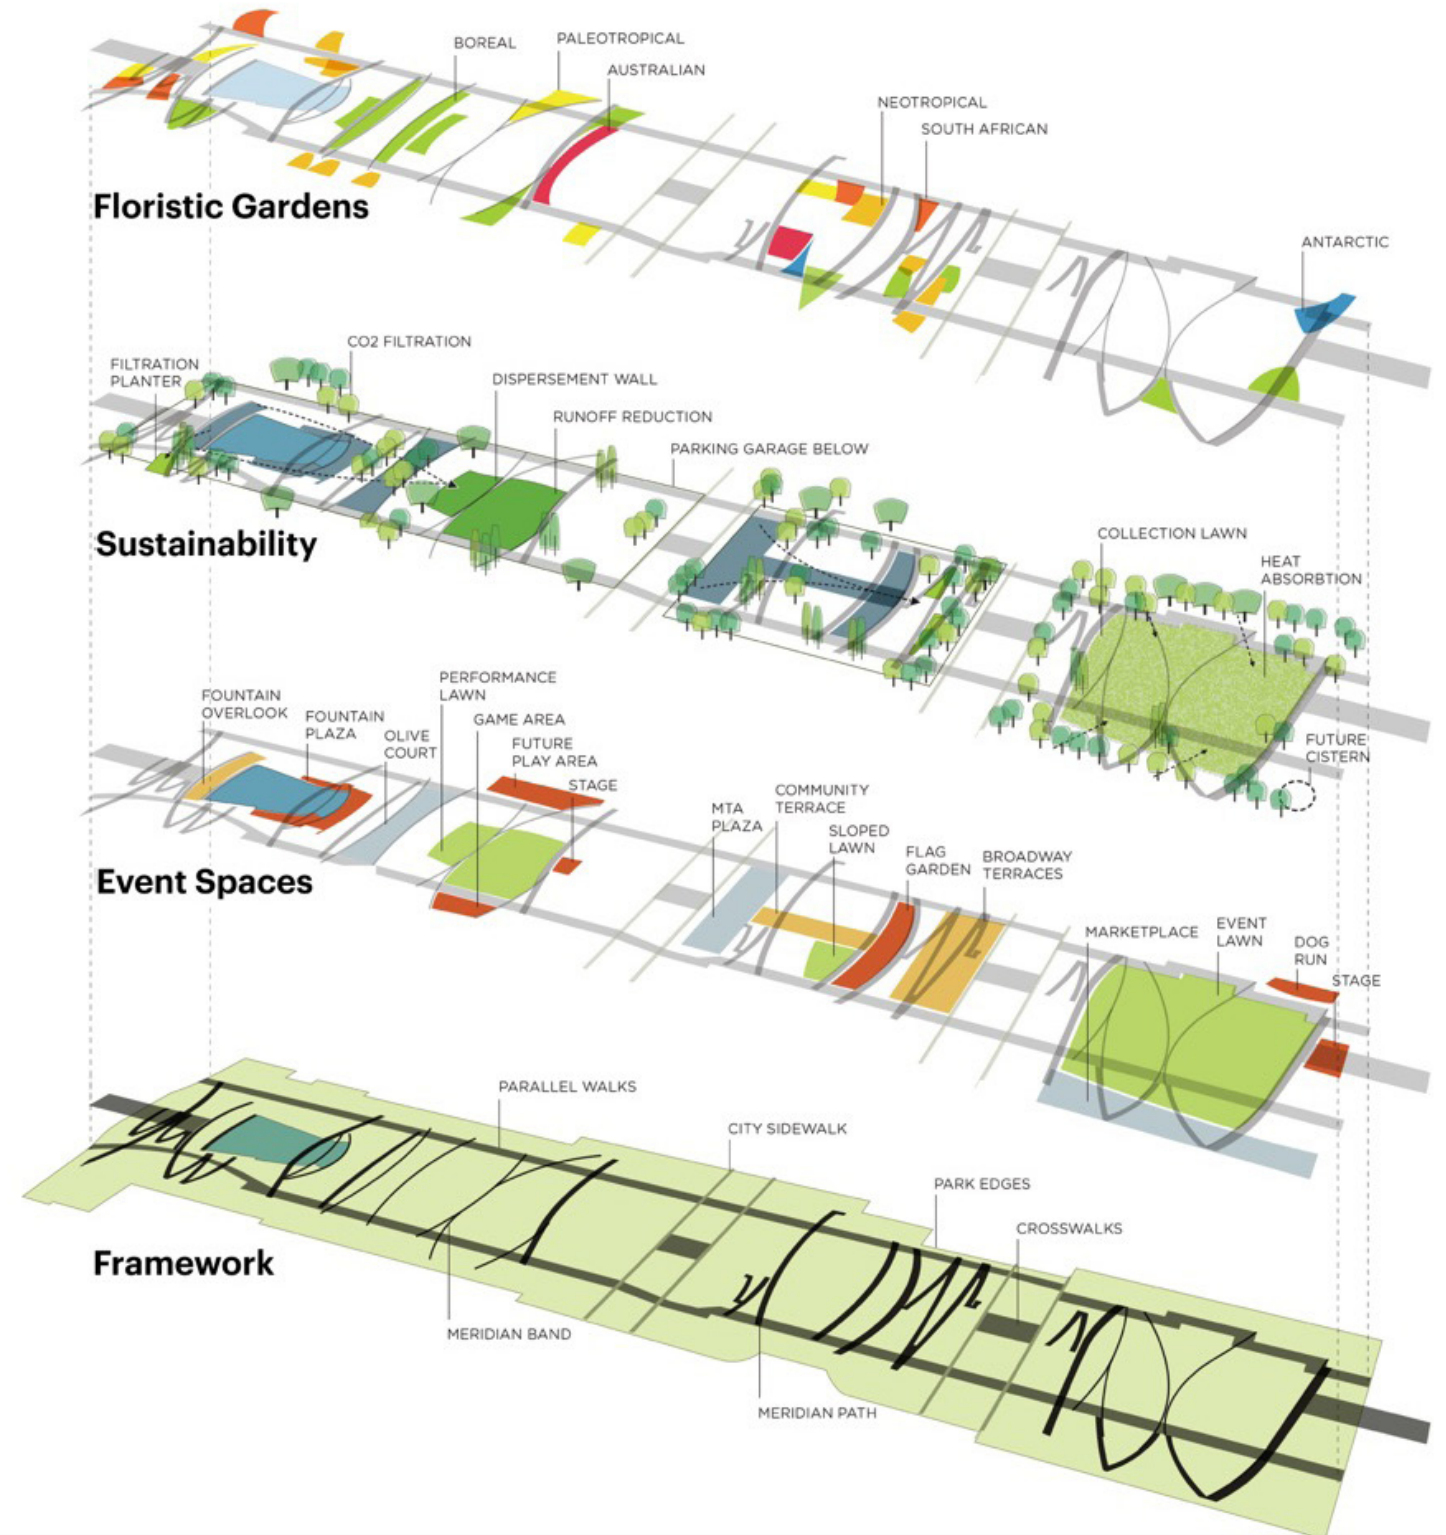 BOREAL
PALEOTROPICAL
AUSTRALIAN
NEOTROPICAL
SOUTH AFRICAN
Floristic Gardens
ANTARCTIC
CO2 FILTRATION
FILTRATION
PLANTER
DISPERSEMENT WALL
RUNOFF REDUCTION
PARKING GARAGE BELOW
Sustainability
COLLECTION LAWN
HEAT
ABSORBTION
FUTURE
CISTERN
PERFORMANCE
LAWN
FOUNTAIN
OVERLOOK
FOUNTAIN
PLAZA
GAME AREA
OLIVE
COURT
FUTURE
PLAY AREA
STAGE
COMMUNITY
TERRACE
MTA
PLAZA
SLOPED
LAWN
FLAG
GARDEN
BROADWAY
TERRACES
Event Spaces
MARKETPLACE
EVENT
LAWN
DOG
RUN
STAGE
PARALLEL WALKS
CITY SIDEWALK
PARK EDGES
CROSSWALKS
Framework
MERIDIAN BAND
MERIDIAN PATH